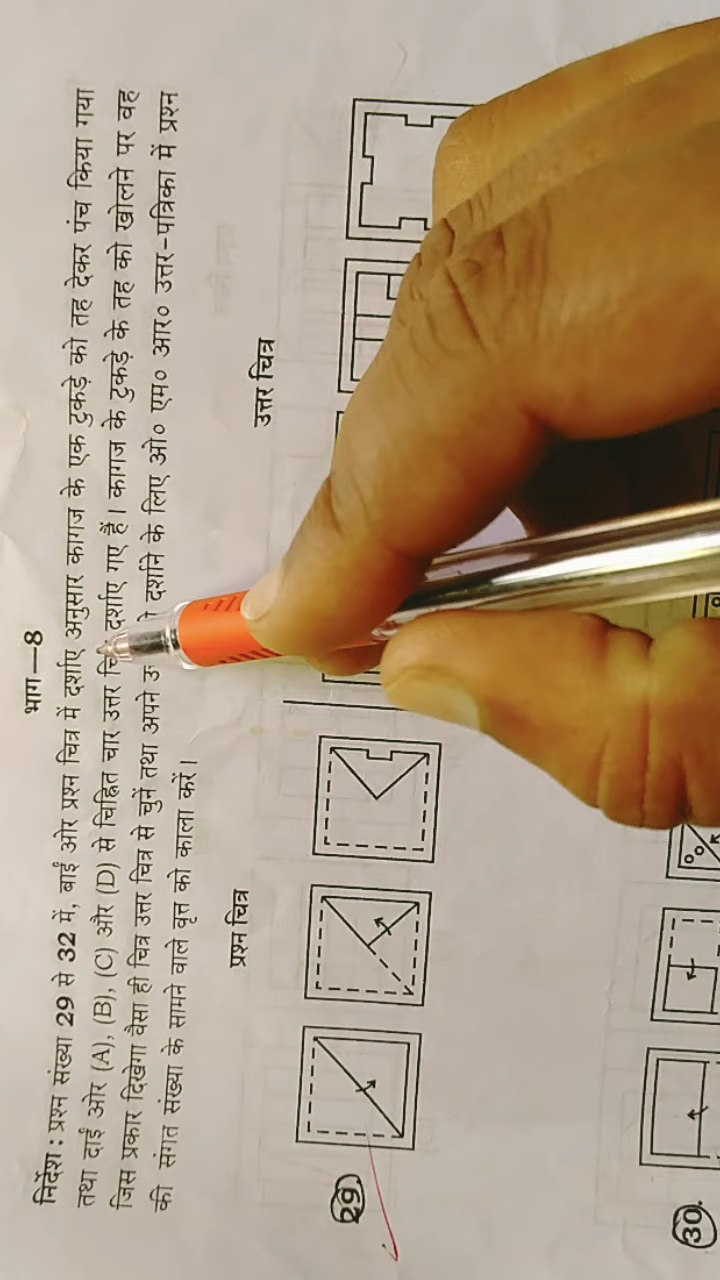 भाग—8
निर्देश : प्रश्न संख्या 29 से 32 में, बाईं ओर प्रश्न चित्र में दर्शाए अनुसार कागज के एक टुकड़े को तह देकर पंच किया गया
तथा दाईं ओर (A), (B), (C) और (D) से चिह्नित चार उत्तर दर्शाए गए हैं। कागज के टुकड़े के तह को खोलने पर वह
जिस प्रकार दिखेगा वैसा ही चित्र उत्तर चित्र से चुनें तथा अपने दर्शाने के लिए ओ० एम० आर० उत्तर-पत्रिका में प्रश्न
की संगत संख्या के सामने वाले वृत्त को काला करें।
प्रश्न चित्र उत्तर चित्र
29.
30.